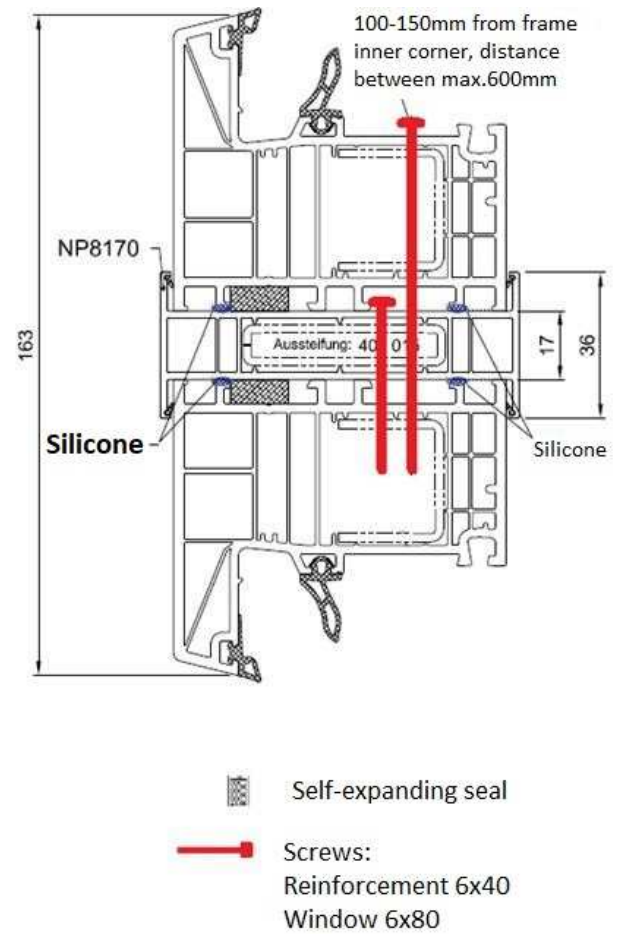 100-150mm from frame
inner corner, distance
between max.600mm
NP8170
163
Aussteifung: 40
01
17
36
Silicone
Silicone
Self-expanding seal
Screws:
Reinforcement 6x40
Window 6x80